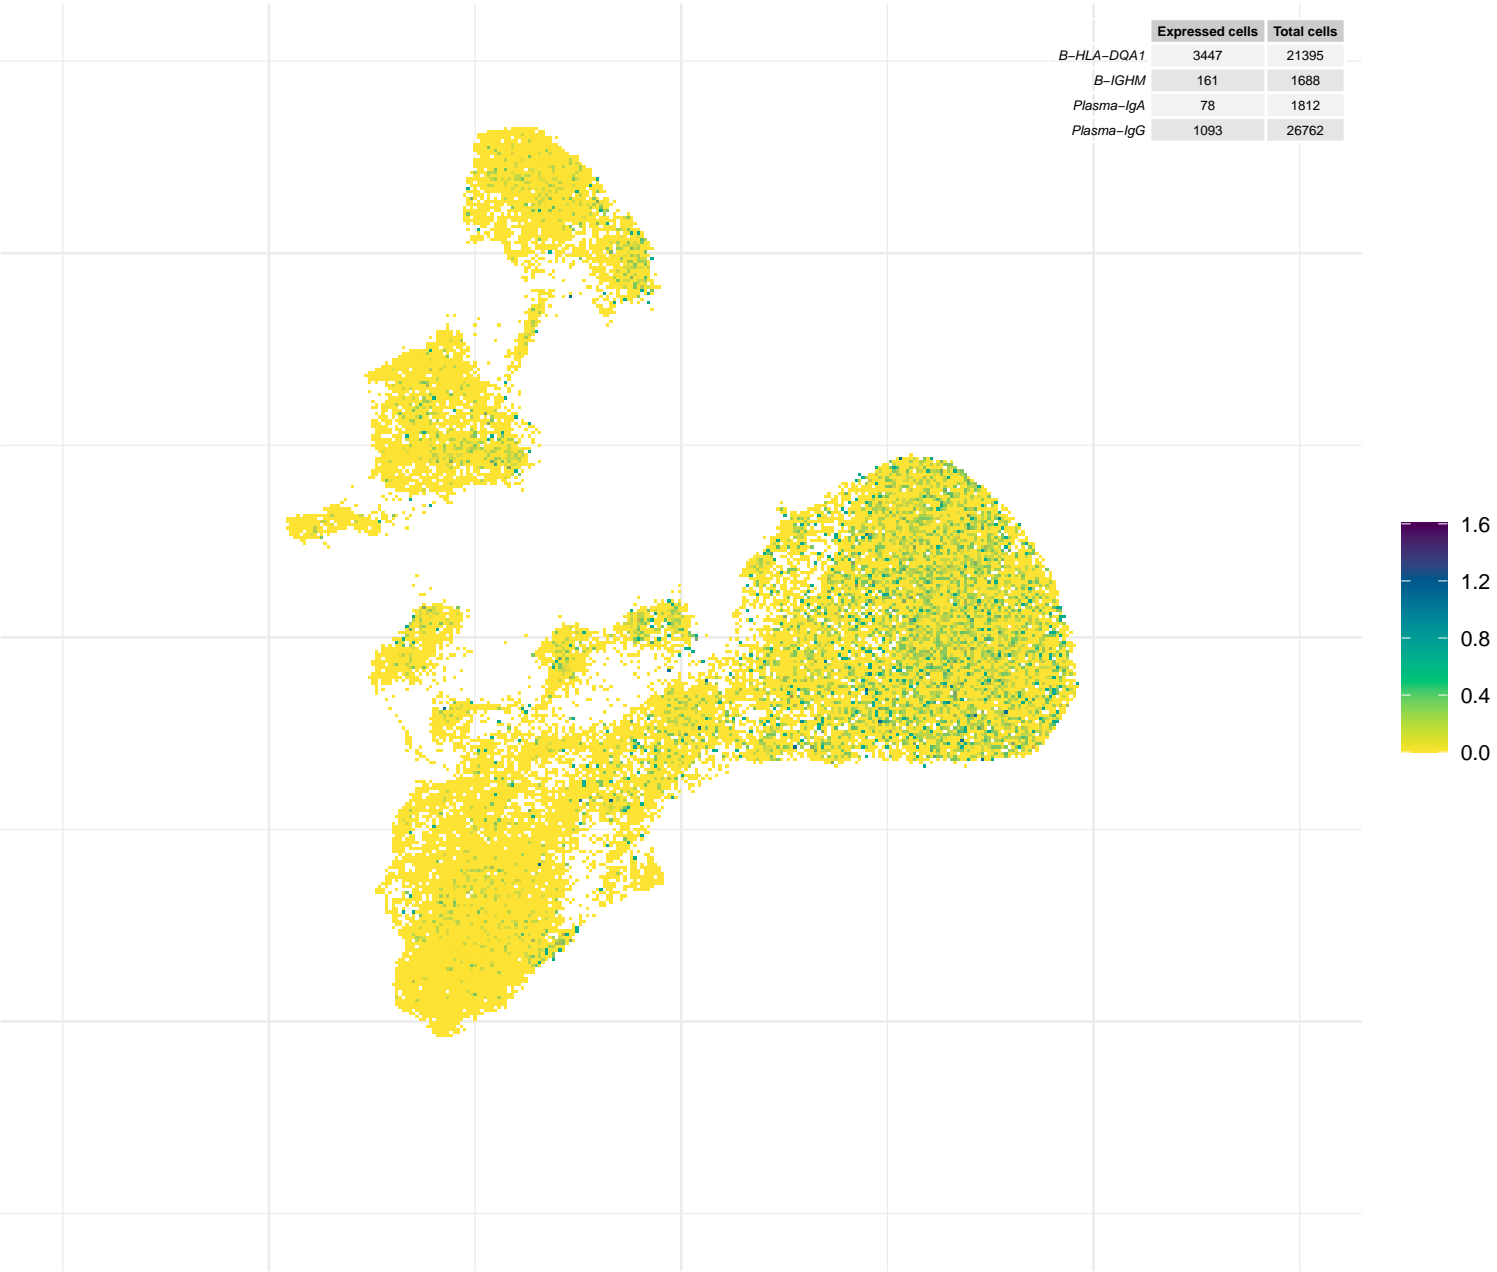 Expressed cells Total cells
B−HLA−DQA1 3447 21395
B−IGHM 161 1688
Plasma−IgA 78 1812
Plasma−IgG 1093 26762
1.6
1.2
0.8
0.4
0.0